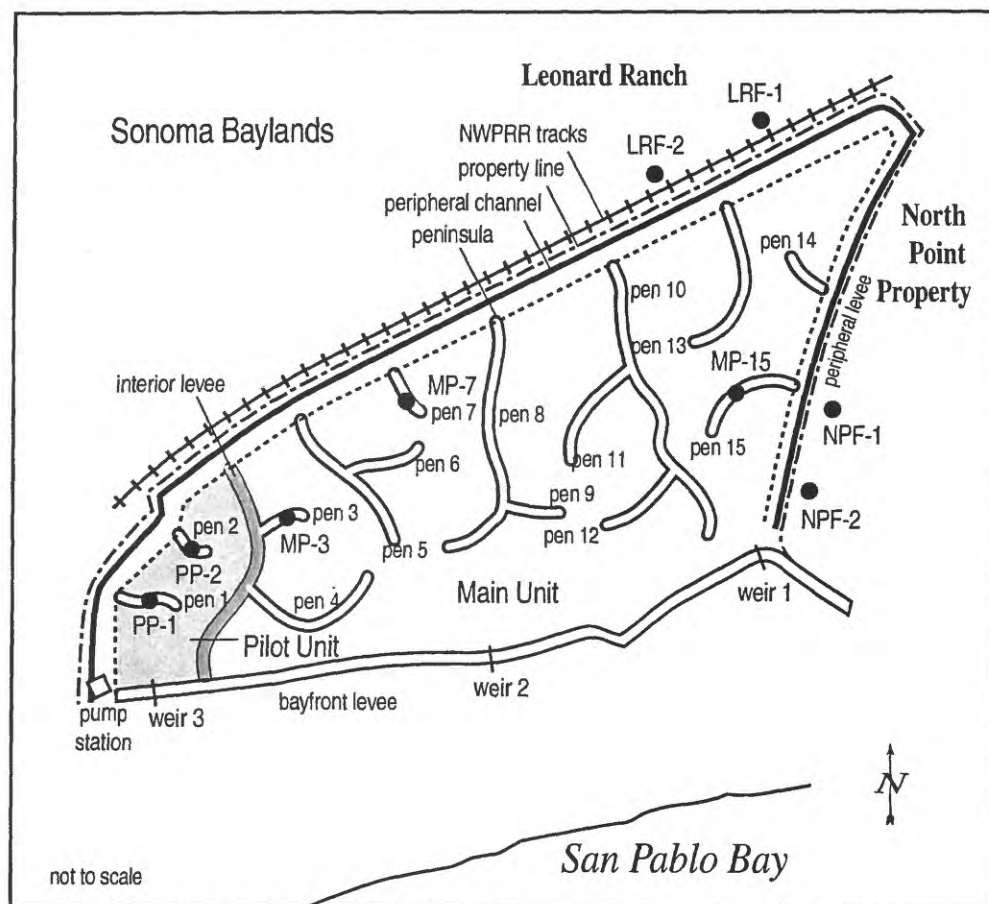 Leonard Ranch
LRF-1
Sonoma Baylands
NWPRR tracks
LRF-2
property line
peripheral channel
peninsula
North
Point
Property
pen 14
pen 10
peripheral levee
pen 13
interior levee
MP-7
MP-15
pen 7
pen 8
NPF-1
pen 15
pen 6
pen 11
NPF-2
pen 9
pen 3
pen 2
MP-3
pen 12
pen 5
PP-2
pen 1
pen 4
Main Unit
weir 1
PP-1
Pilot Unit
weir 2
bayfront levee
weir 3
pump
station
N
San Pablo Bay
not to scale